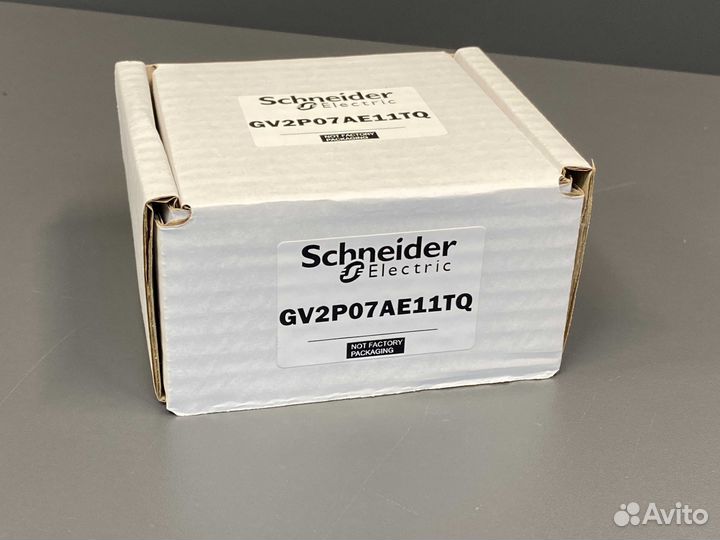 Schneider
Electric
GV2P07AE11TQ
NOT FACTORY
PACKAGING
Schneider
Electric
GV2P07AE11TQ
NOT FACTORY
PACKAGING
Avito